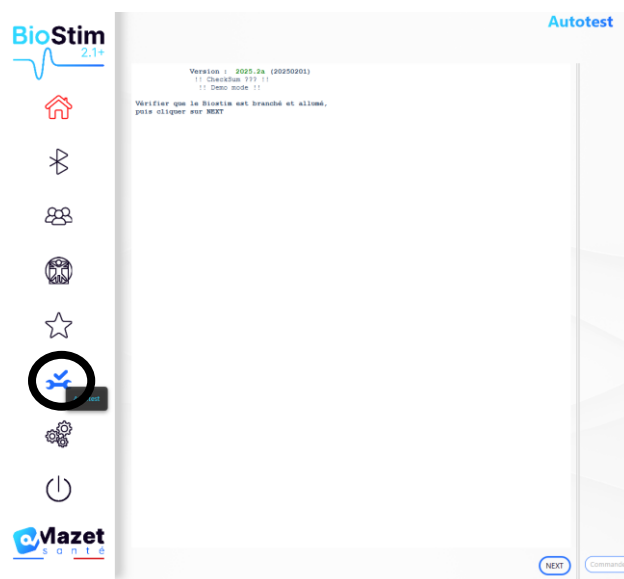 Autotest
BioStim
2.1+
Version : 2025.2a (20250201)
!! CheckSum ??? !!
!! Demo mode !!
Vérifier que la Biostim est branché et allumé,
puis cliquer sur NEXT
NEXT
Mazet
santé